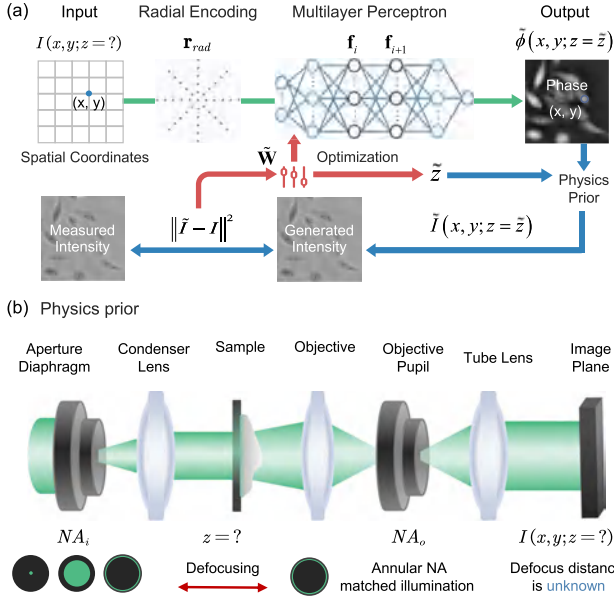 (a)
Input
Radial Encoding
Multilayer Perceptron
Output
I(x, y; z = ?)
r_rad
f_i
f_{i+1}
ϕ̃(x, y; z = z̃)
(x, y)
Phase
(x, y)
Spatial Coordinates
W̃
Optimization
z̃
Physics
Prior
Measured
Intensity
‖Ĩ − I‖²
Generated
Intensity
Ĩ(x, y; z = z̃)
(b) Physics prior
Aperture
Diaphragm
Condenser
Lens
Sample
Objective
Objective
Pupil
Tube Lens
Image
Plane
NA_i
z = ?
NA_o
I(x, y; z = ?)
Defocusing
Annular NA
matched illumination
Defocus distance
is unknown